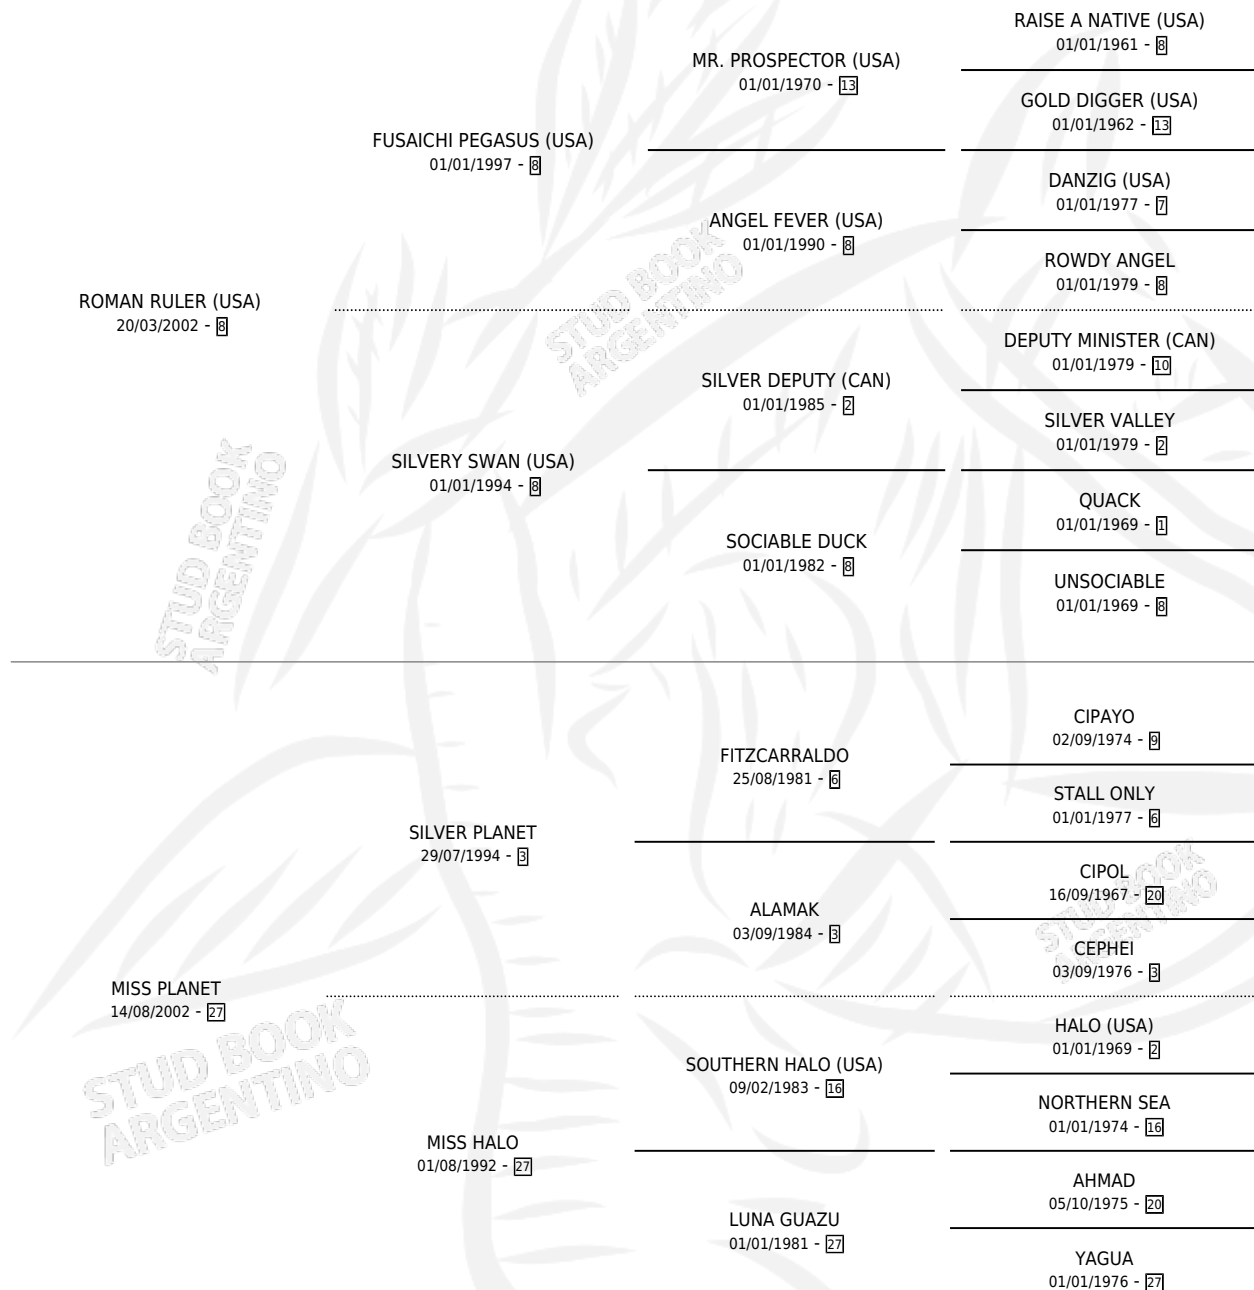 RAISE A NATIVE (USA)
01/01/1961 - 8
MR. PROSPECTOR (USA)
01/01/1970 - 13
GOLD DIGGER (USA)
01/01/1962 - 13
FUSAICHI PEGASUS (USA)
01/01/1997 - 8
DANZIG (USA)
01/01/1977 - 7
ANGEL FEVER (USA)
01/01/1990 - 8
ROWDY ANGEL
01/01/1979 - 8
ROMAN RULER (USA)
20/03/2002 - 8
STUD BOOK
ARGENTINO
DEPUTY MINISTER (CAN)
01/01/1979 - 10
SILVER DEPUTY (CAN)
01/01/1985 - 2
SILVER VALLEY
01/01/1979 - 2
SILVERY SWAN (USA)
01/01/1994 - 8
QUACK
01/01/1969 - 1
SOCIABLE DUCK
01/01/1982 - 8
UNSOCIABLE
01/01/1969 - 8
STUD BOOK
ARGENTINO
CIPAYO
02/09/1974 - 9
FITZCARRALDO
25/08/1981 - 6
STALL ONLY
01/01/1977 - 6
SILVER PLANET
29/07/1994 - 3
CIPOL
16/09/1967 - 20
ALAMAK
03/09/1984 - 3
STUD BOOK
ARGENTINO
CEPHEI
03/09/1976 - 3
MISS PLANET
14/08/2002 - 27
STUD BOOK
ARGENTINO
HALO (USA)
01/01/1969 - 2
SOUTHERN HALO (USA)
09/02/1983 - 16
NORTHERN SEA
01/01/1974 - 16
MISS HALO
01/08/1992 - 27
AHMAD
05/10/1975 - 20
LUNA GUAZU
01/01/1981 - 27
YAGUA
01/01/1976 - 27